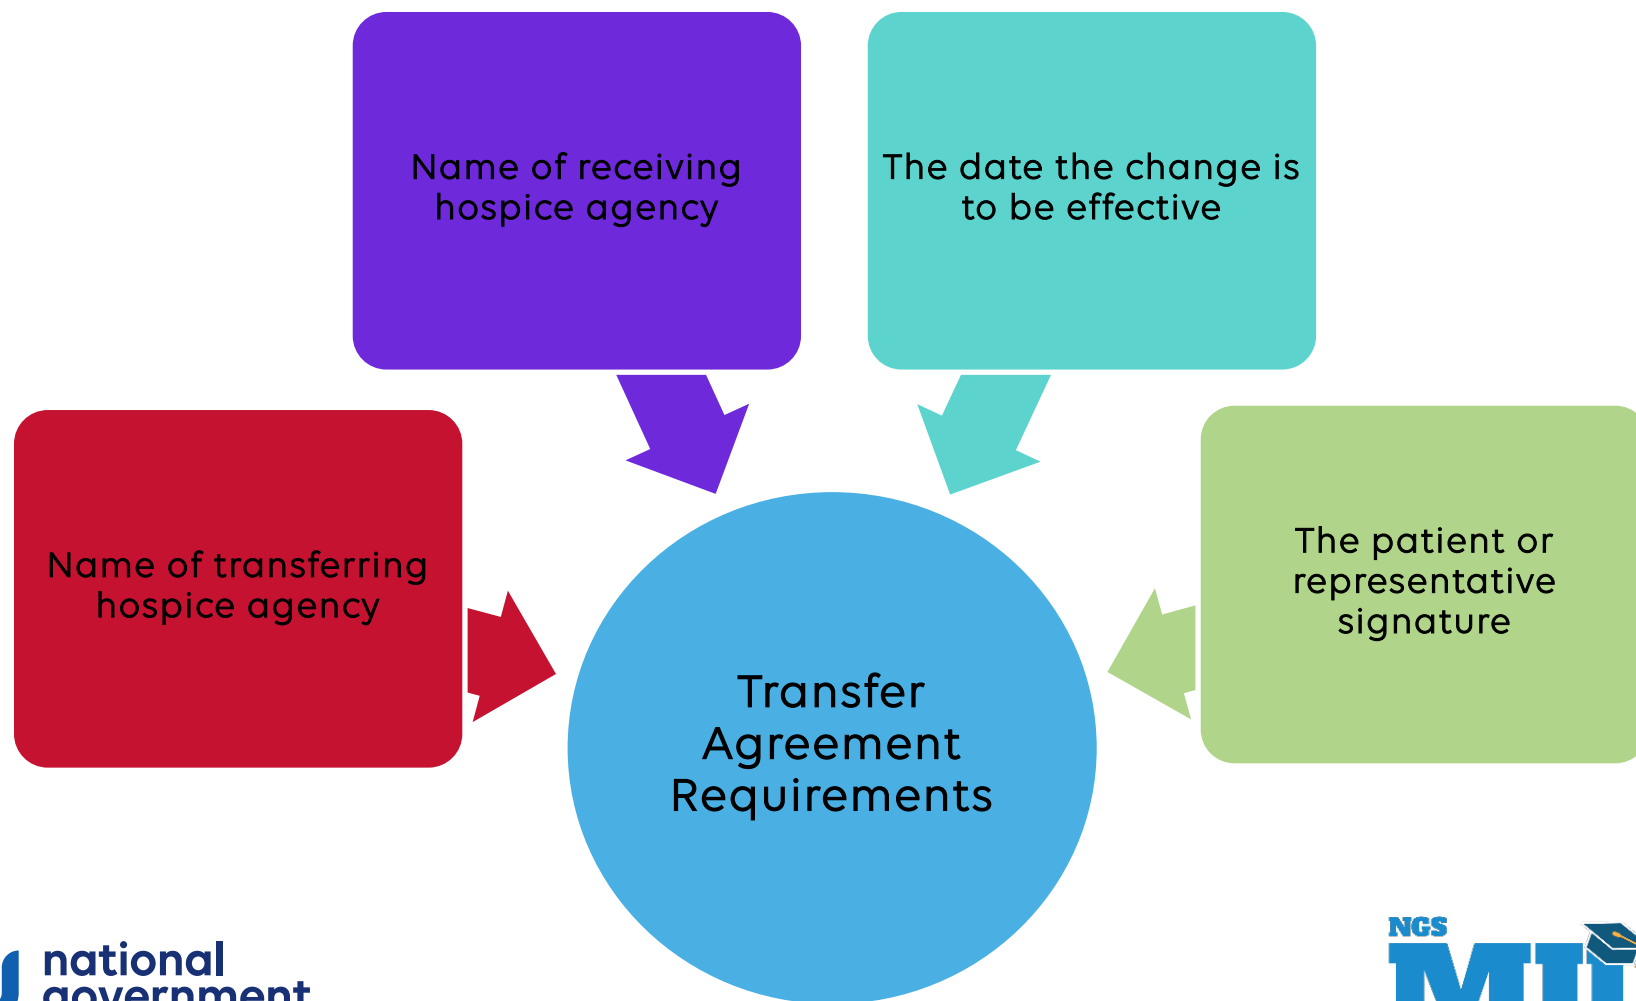 Name of receiving
hospice agency
The date the change is
to be effective
Name of transferring
hospice agency
The patient or
representative
signature
Transfer
Agreement
Requirements
national
government
NGS